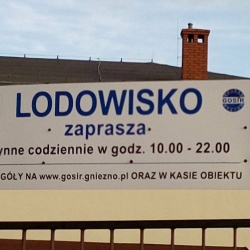 LODOWISKO
GOSiR
·zaprasza·
ynne codziennie w godz. 10.00 - 22.00
GÓŁY NA www.gosir.gniezno.pl ORAZ W KASIE OBIEKTU